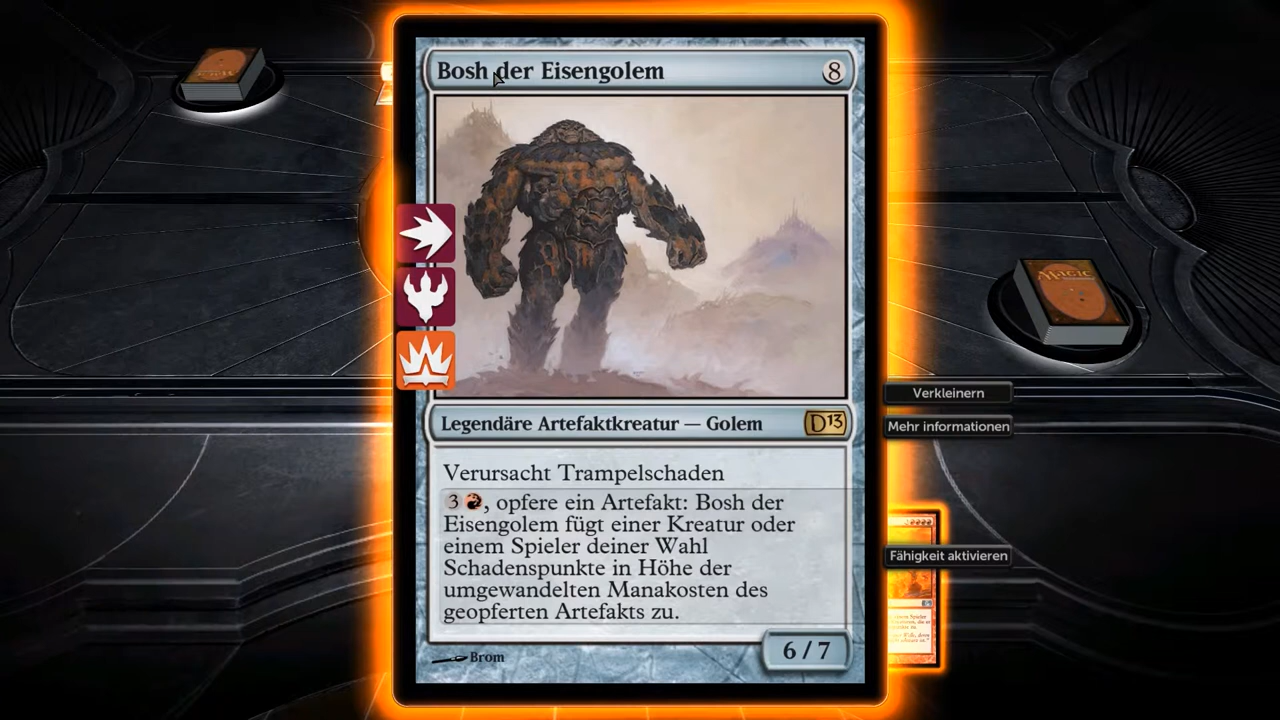 Bosh der Eisengolem 8
Legendäre Artefaktkreatur — Golem D13
Verursacht Trampelschaden
3, opfere ein Artefakt: Bosh der
Eisengolem fügt einer Kreatur oder
einem Spieler deiner Wahl
Schadenspunkte in Höhe der
umgewandelten Manakosten des
geopferten Artefakts zu.
6 / 7
Brom
Verkleinern
Mehr informationen
Fähigkeit aktivieren
MAGIC